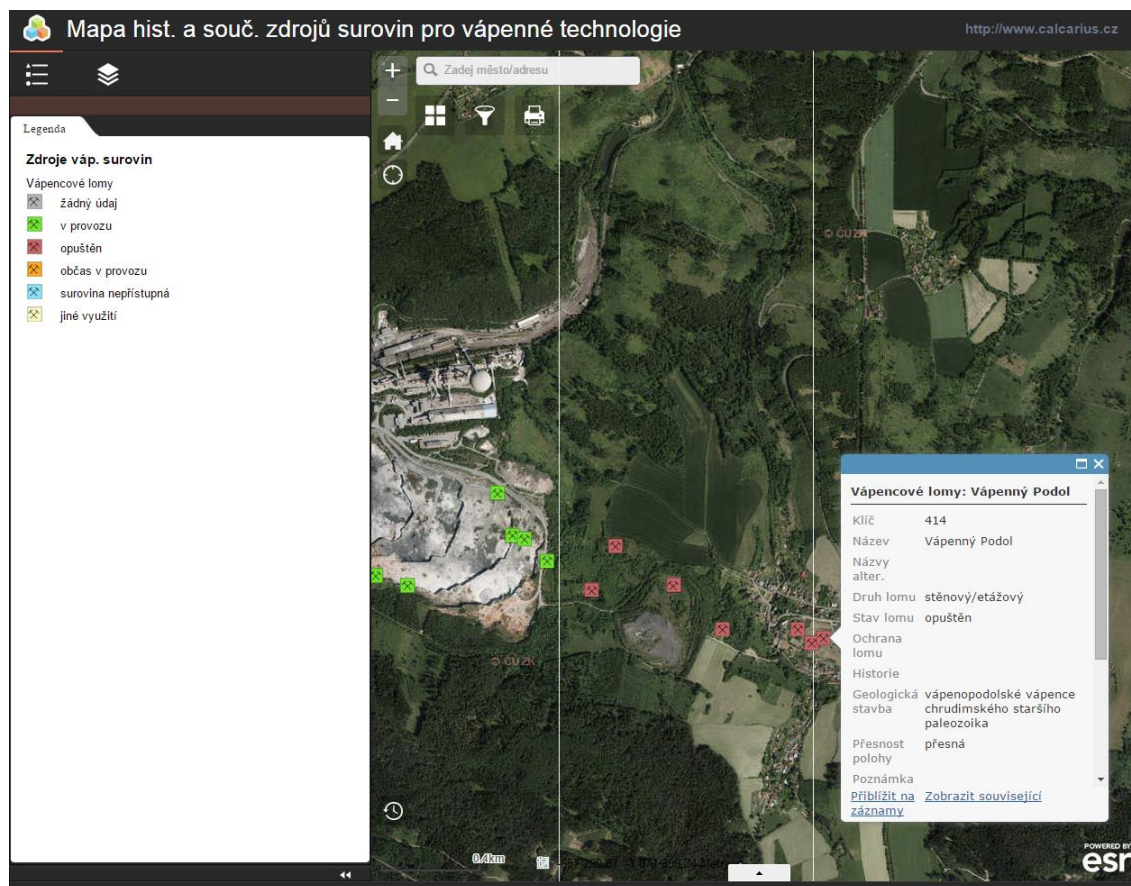 Mapa hist. a souč. zdrojů surovin pro vápenné technologie
http://www.calcarius.cz
Zadej město/adresu
Legenda
Zdroje váp. surovin
Vápencové lomy
žádný údaj
v provozu
opuštěn
občas v provozu
surovina nepřístupná
jiné využití
© ČÚZK
© ČÚZK
Vápencové lomy: Vápenný Podol
Klíč 414
Název Vápenný Podol
Názvy
alter.
Druh lomu stěnový/etážový
Stav lomu opuštěn
Ochrana
lomu
Historie
Geologická vápenopodolské vápence
stavba chrudimského staršího
paleozoika
Přesnost přesná
polohy
Poznámka
Přiblížit na Zobrazit související
záznamy
0.4km
POWERED BY
esri